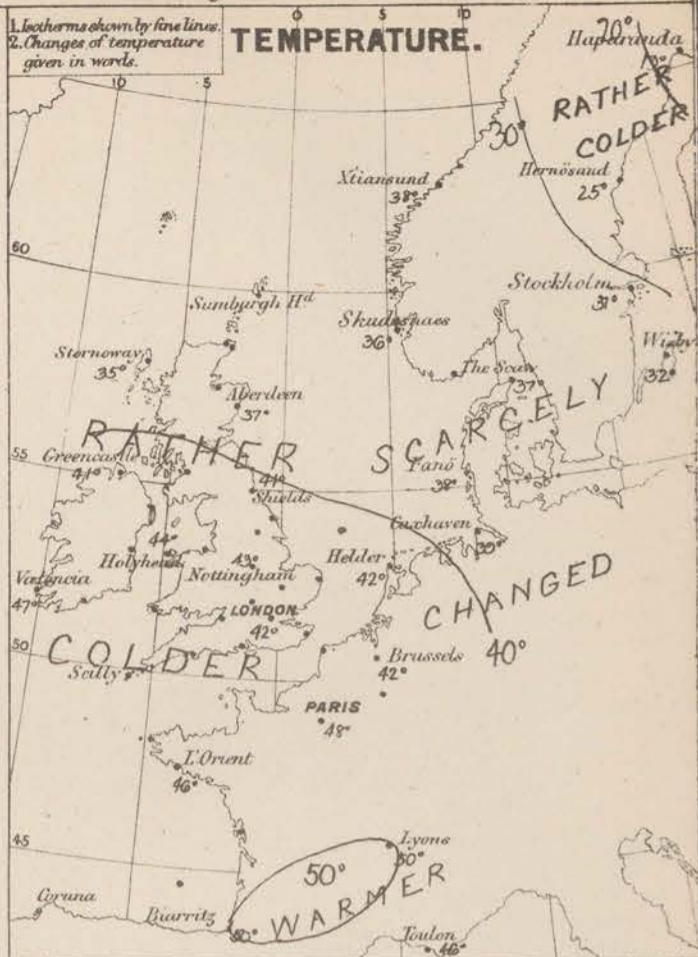 0 5 10
1. Isotherms shown by fine lines.
2. Changes of temperature
given in words.
TEMPERATURE.
10 5
20°
Haparanda
RATHER
COLDER
30°
Hernösand
25°
Xtiansund
38°
60
Sumburgh Hd
Stockholm
31°
Skudesnaes
36
Stornoway
35°
Wisby
32°
The Scaw
37
Aberdeen
37°
RATHER
SCARCELY
55
Greencastle
41°
41°
Shields
Fanö
38°
Cuxhaven
39°
44°
Holyhead
43°
Nottingham
Helder
42°
Valencia
47°
LONDON
42°
CHANGED
40°
50
COLDER
Scilly
Brussels
42°
PARIS
48°
L'Orient
46°
45
Lyons
50°
50°
WARMER
Coruna
Biarritz
50°
Toulon
46°